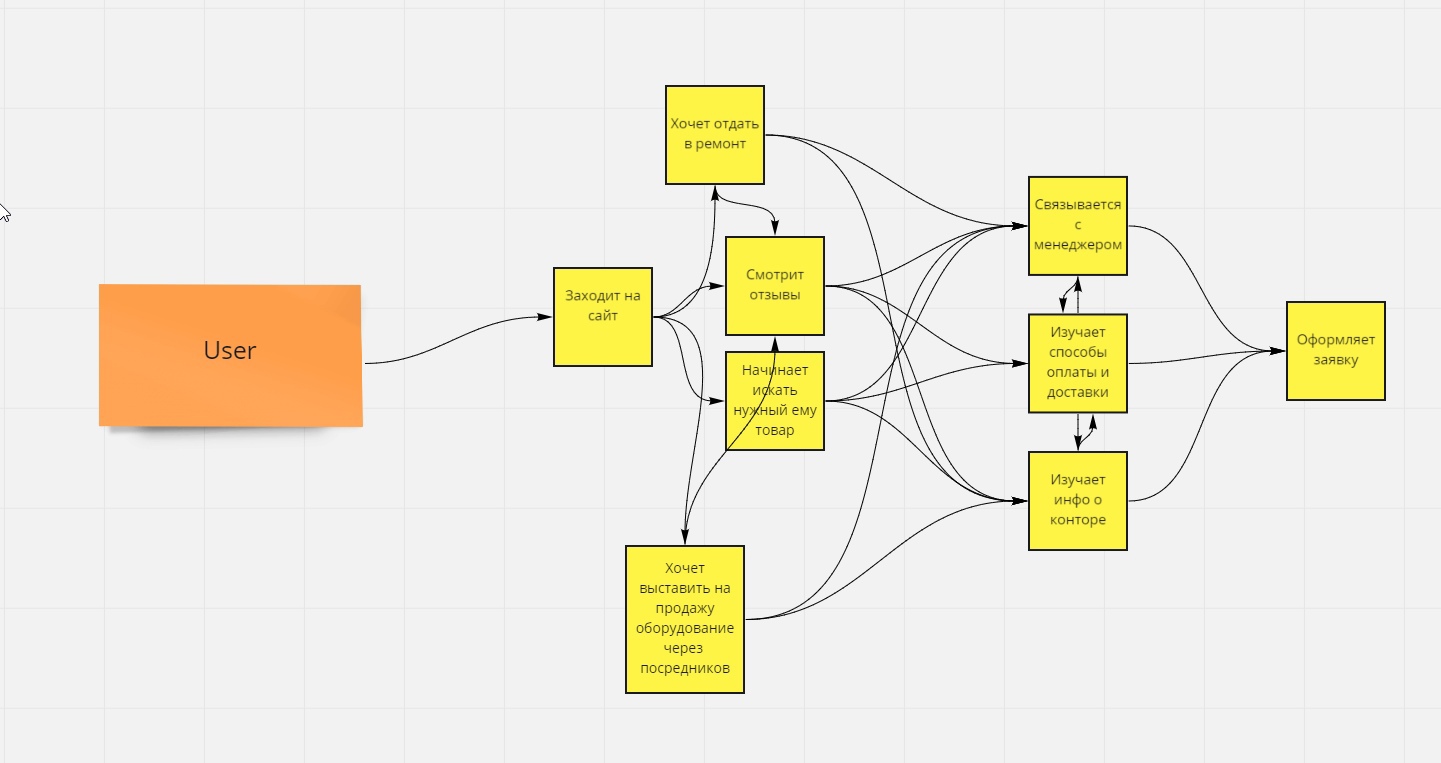 User
Заходит на
сайт
Хочет отдать
в ремонт
Смотрит
отзывы
Начинает
искать
нужный ему
товар
Хочет
выставить на
продажу
оборудование
через
посредников
Связывается
с
менеджером
Изучает
способы
оплаты и
доставки
Изучает
инфо о
конторе
Оформляет
заявку